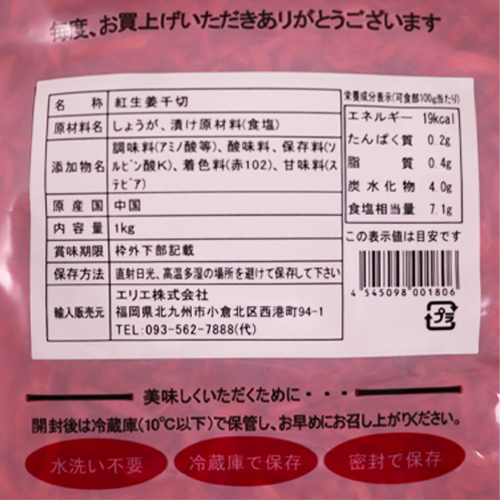 毎度、お買上げいただきありがとうございます
名　称 紅生姜千切
原材料名 しょうが、漬け原材料(食塩)
添加物名 調味料(アミノ酸等)、酸味料、保存料(ソ
ルビン酸K)、着色料(赤102)、甘味料(ス
テビア)
原産国 中国
内容量 1kg
賞味期限 枠外下部記載
保存方法 直射日光、高温多湿の場所を避けて保存して下さい
輸入販売元 エリエ株式会社
福岡県北九州市小倉北区西港町94-1
TEL:093-562-7888(代)
栄養成分表示(可食部100g当たり)
エネルギー 19kcal
たんぱく質 0.2g
脂　質 0.4g
炭水化物 4.0g
食塩相当量 7.1g
この表示値は目安です
4 545098 001806
プラ
美味しくいただくために・・・
開封後は冷蔵庫(10℃以下)で保管し、お早めにお召し上がりください。
水洗い不要 冷蔵庫で保存 密封で保存